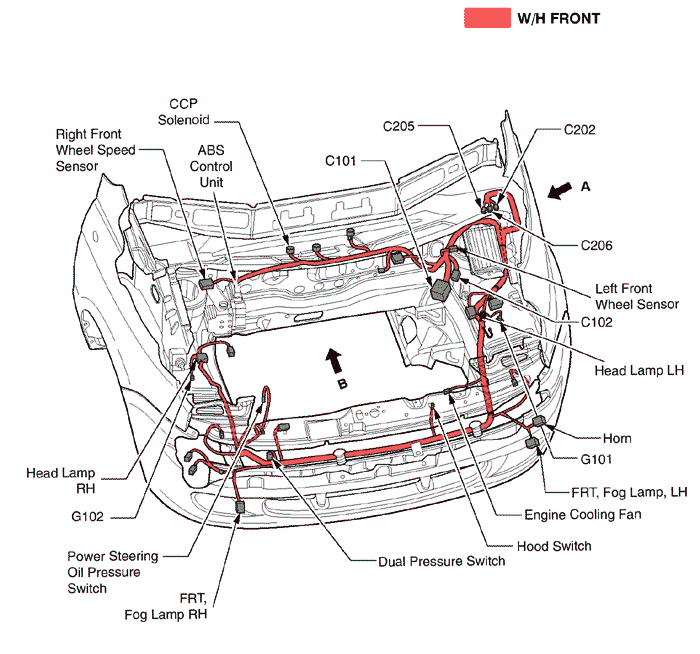 W/H FRONT
CCP
Solenoid
C205
C202
Right Front
Wheel Speed
Sensor
ABS
Control
Unit
C101
A
C206
Left Front
Wheel Sensor
C102
Head Lamp LH
B
Horn
G101
Head Lamp
RH
FRT, Fog Lamp, LH
G102
Engine Cooling Fan
Hood Switch
Power Steering
Oil Pressure
Switch
Dual Pressure Switch
FRT,
Fog Lamp RH